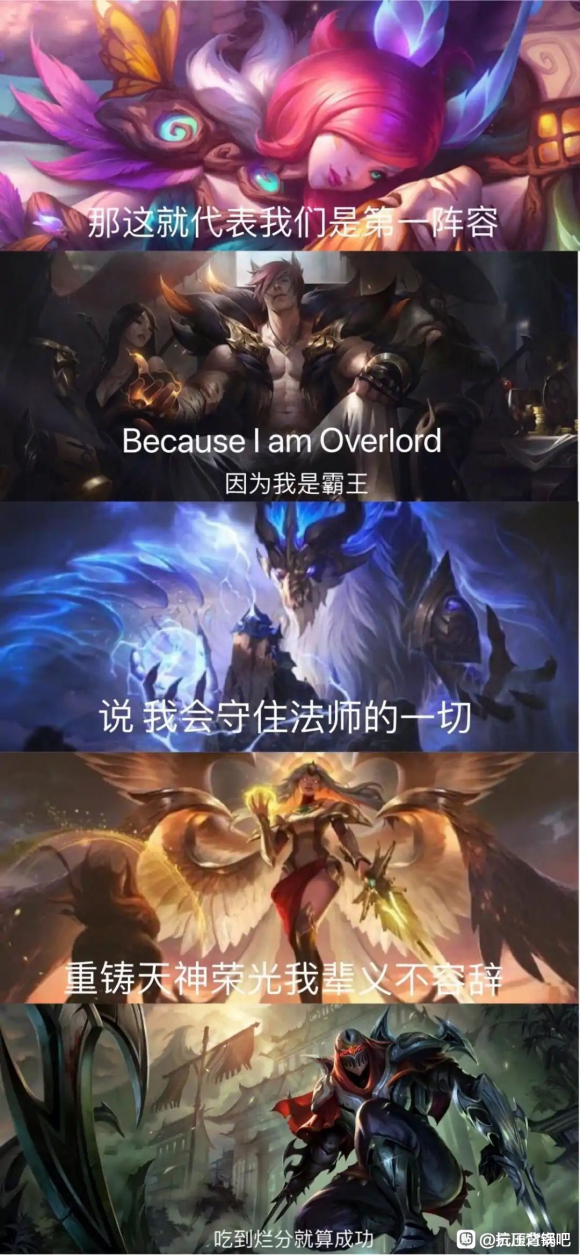 那这就代表我们是第一阵容
Because I am Overlord
因为我是霸王
说 我会守住法师的一切
重铸天神荣光我辈义不容辞
吃到烂分就算成功
贴 @抗压背锅吧